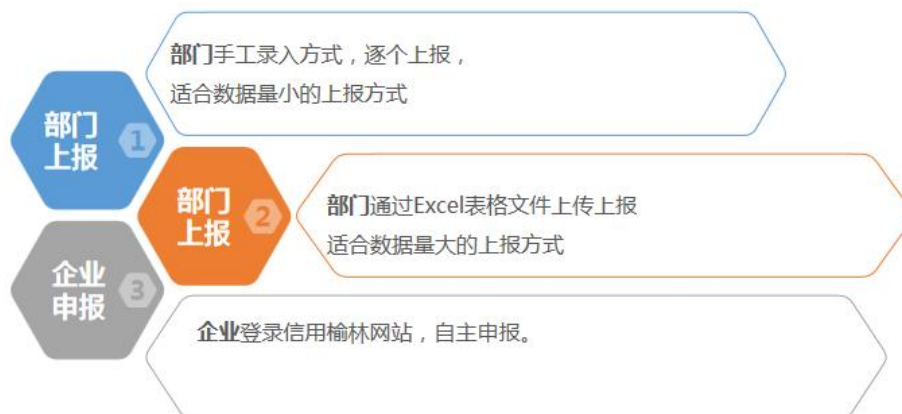 部门手工录入方式，逐个上报，
适合数据量小的上报方式
部门
上报
1
部门
上报
2
部门通过Excel表格文件上传上报
适合数据量大的上报方式
企业
申报
3
企业登录信用榆林网站，自主申报。